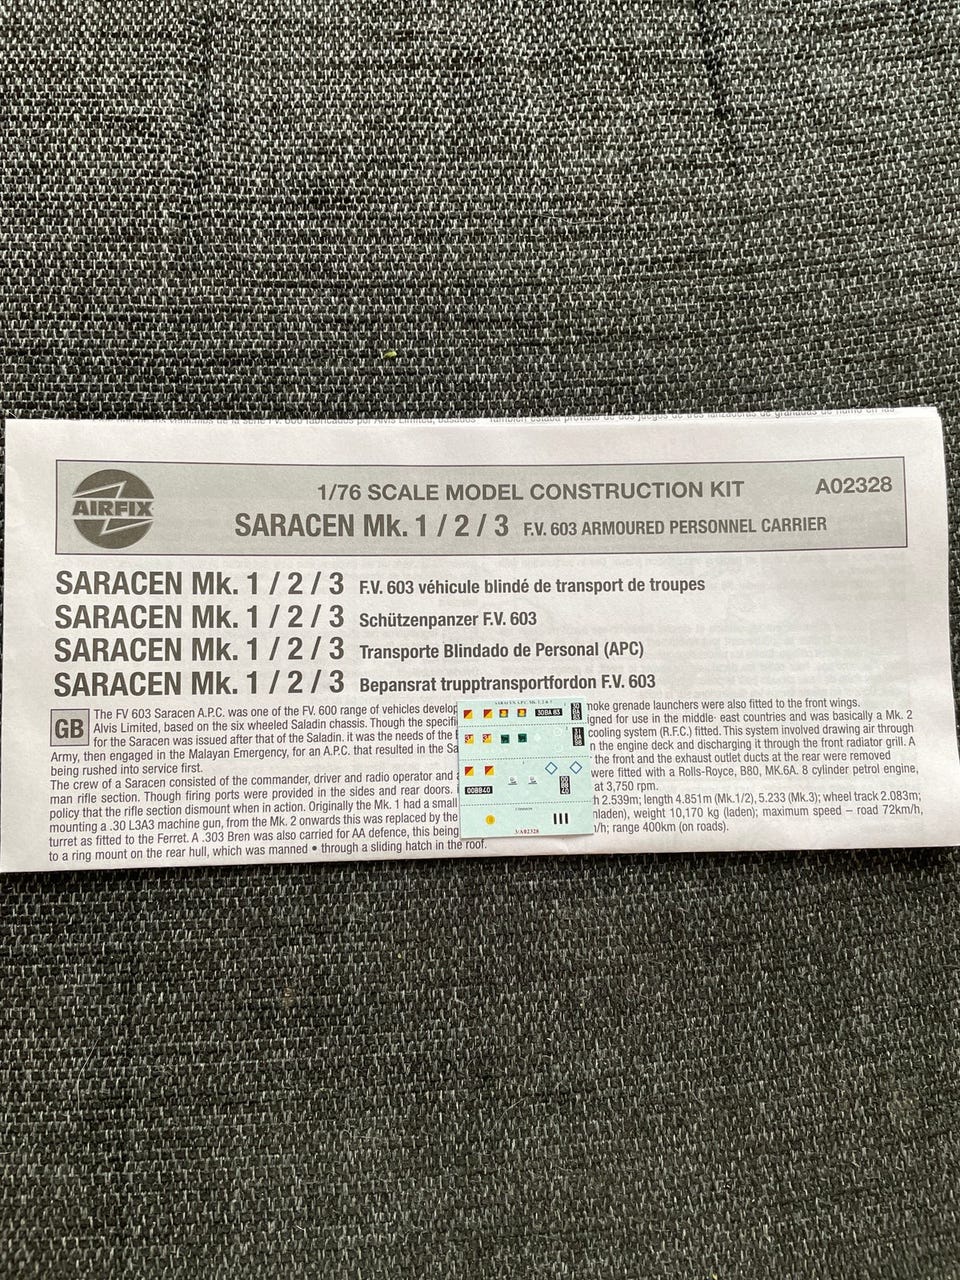 AIRFIX
1/76 SCALE MODEL CONSTRUCTION KIT
A02328
SARACEN Mk. 1 / 2 / 3 F.V. 603 ARMOURED PERSONNEL CARRIER
SARACEN Mk. 1 / 2 / 3 F.V. 603 véhicule blindé de transport de troupes
SARACEN Mk. 1 / 2 / 3 Schützenpanzer F.V. 603
SARACEN Mk. 1 / 2 / 3 Transporte Blindado de Personal (APC)
SARACEN Mk. 1 / 2 / 3 Bepansrat trupptransportfordon F.V. 603
GB
The FV 603 Saracen A.P.C. was one of the FV. 600 range of vehicles
Alvis Limited, based on the six wheeled Saladin chassis. Though the
for the Saracen was issued after that of the Saladin. it was the needs of the
Army, then engaged in the Malayan Emergency, for an A.P.C. that resulted in the
being rushed into service first.
The crew of a Saracen consisted of the commander, driver and radio operator and
man rifle section. Though firing ports were provided in the sides and rear doors.
policy that the rifle section dismount when in action. Originally the Mk. 1 had a small
mounting a .30 L3A3 machine gun, from the Mk. 2 onwards this was replaced by the
turret as fitted to the Ferret. A .303 Bren was also carried for AA defence, this being
to a ring mount on the rear hull, which was manned • through a sliding hatch in the roof.
grenade launchers were also fitted to the front wings.
for use in the middle· east countries and was basically a Mk. 2
cooling system (R.F.C.) fitted. This system involved drawing air through
the engine deck and discharging it through the front radiator grill. A
the front and the exhaust outlet ducts at the rear were removed
were fitted with a Rolls-Royce, B80, MK.6A. 8 cylinder petrol engine,
at 3,750 rpm.
2.539m; length 4.851m (Mk.1/2), 5.233 (Mk.3); wheel track 2.083m;
weight 10,170 kg (laden); maximum speed – road 72km/h,
range 400km (on roads).
SARACEN A.P.C. Mk. 1, 2 & 3
30 BA 83
00BB40
3/A02328